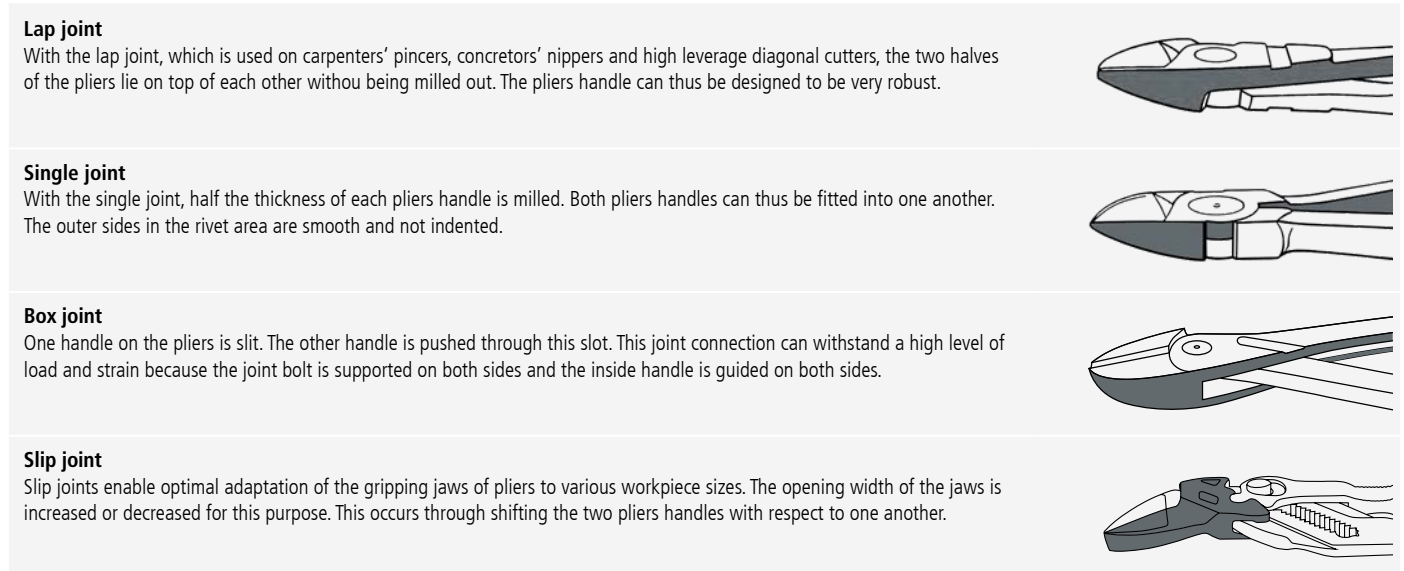 Lap joint
With the lap joint, which is used on carpenters‘ pincers, concretors’ nippers and high leverage diagonal cutters, the two halves
of the pliers lie on top of each other withou being milled out. The pliers handle can thus be designed to be very robust.
Single joint
With the single joint, half the thickness of each pliers handle is milled. Both pliers handles can thus be fitted into one another.
The outer sides in the rivet area are smooth and not indented.
Box joint
One handle on the pliers is slit. The other handle is pushed through this slot. This joint connection can withstand a high level of
load and strain because the joint bolt is supported on both sides and the inside handle is guided on both sides.
Slip joint
Slip joints enable optimal adaptation of the gripping jaws of pliers to various workpiece sizes. The opening width of the jaws is
increased or decreased for this purpose. This occurs through shifting the two pliers handles with respect to one another.